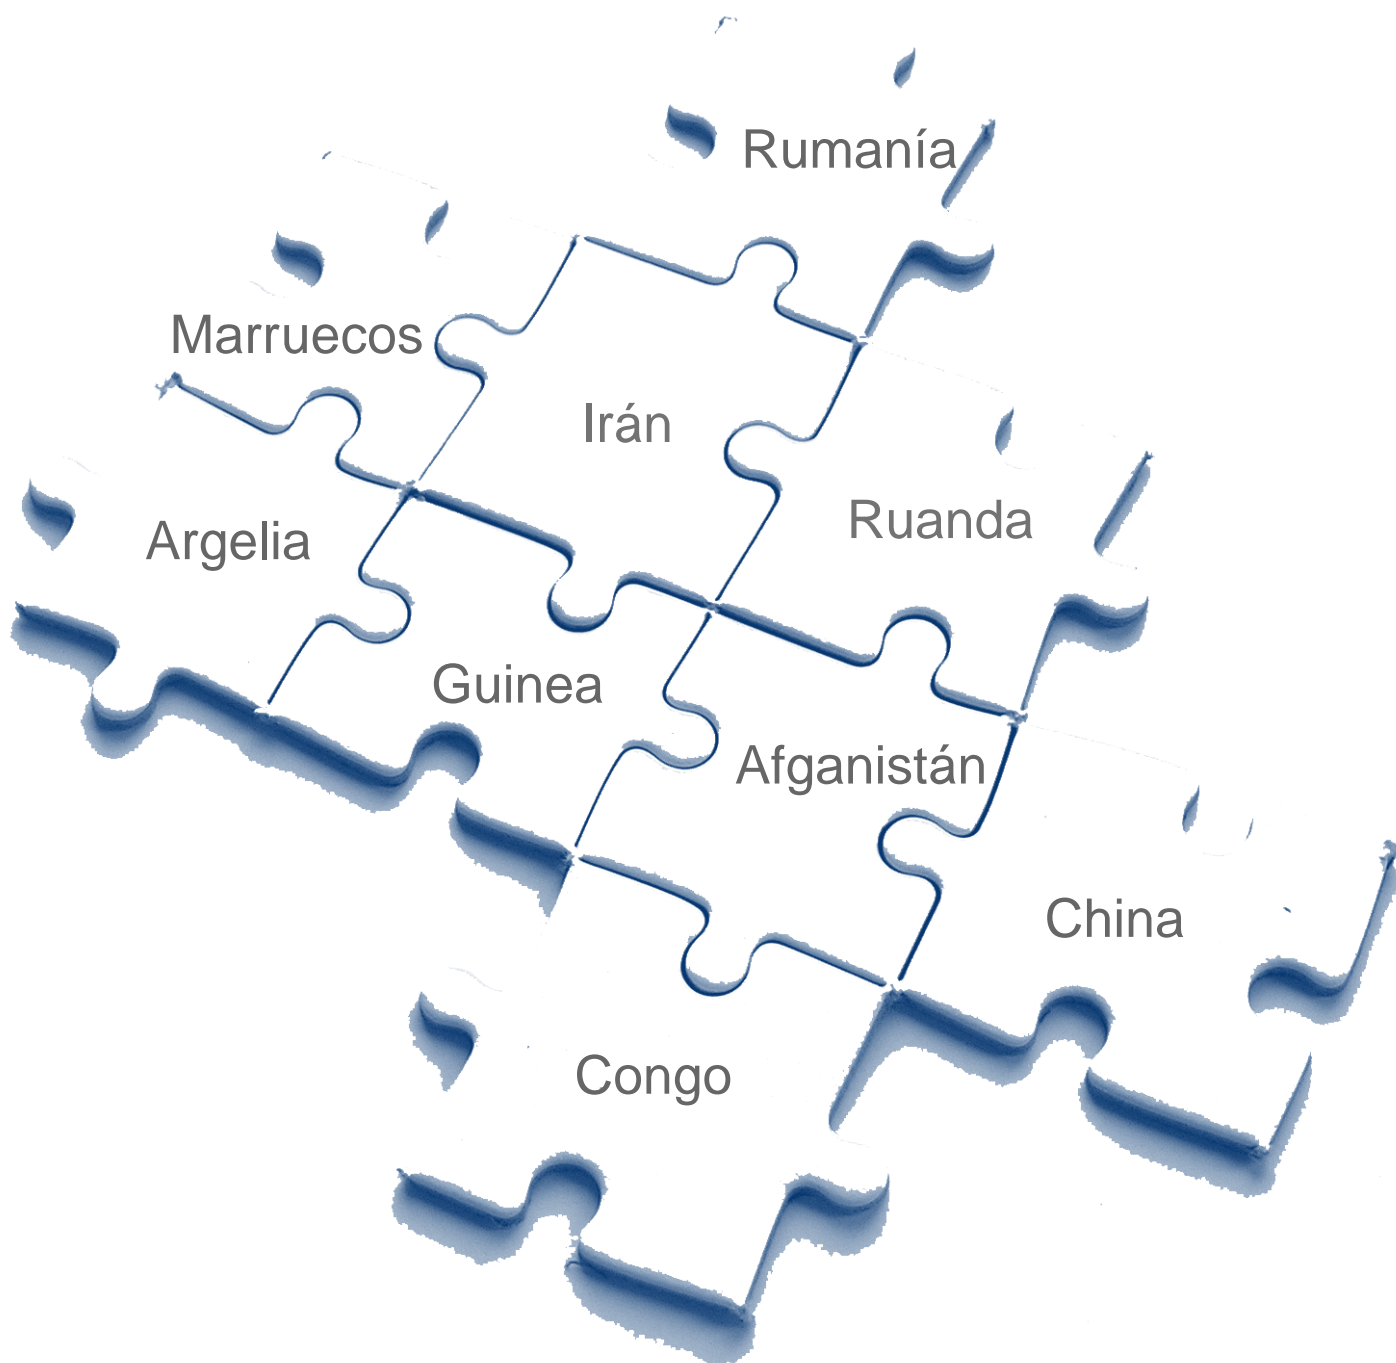 Rumanía
Marruecos
Irán
Ruanda
Argelia
Guinea
Afganistán
China
Congo